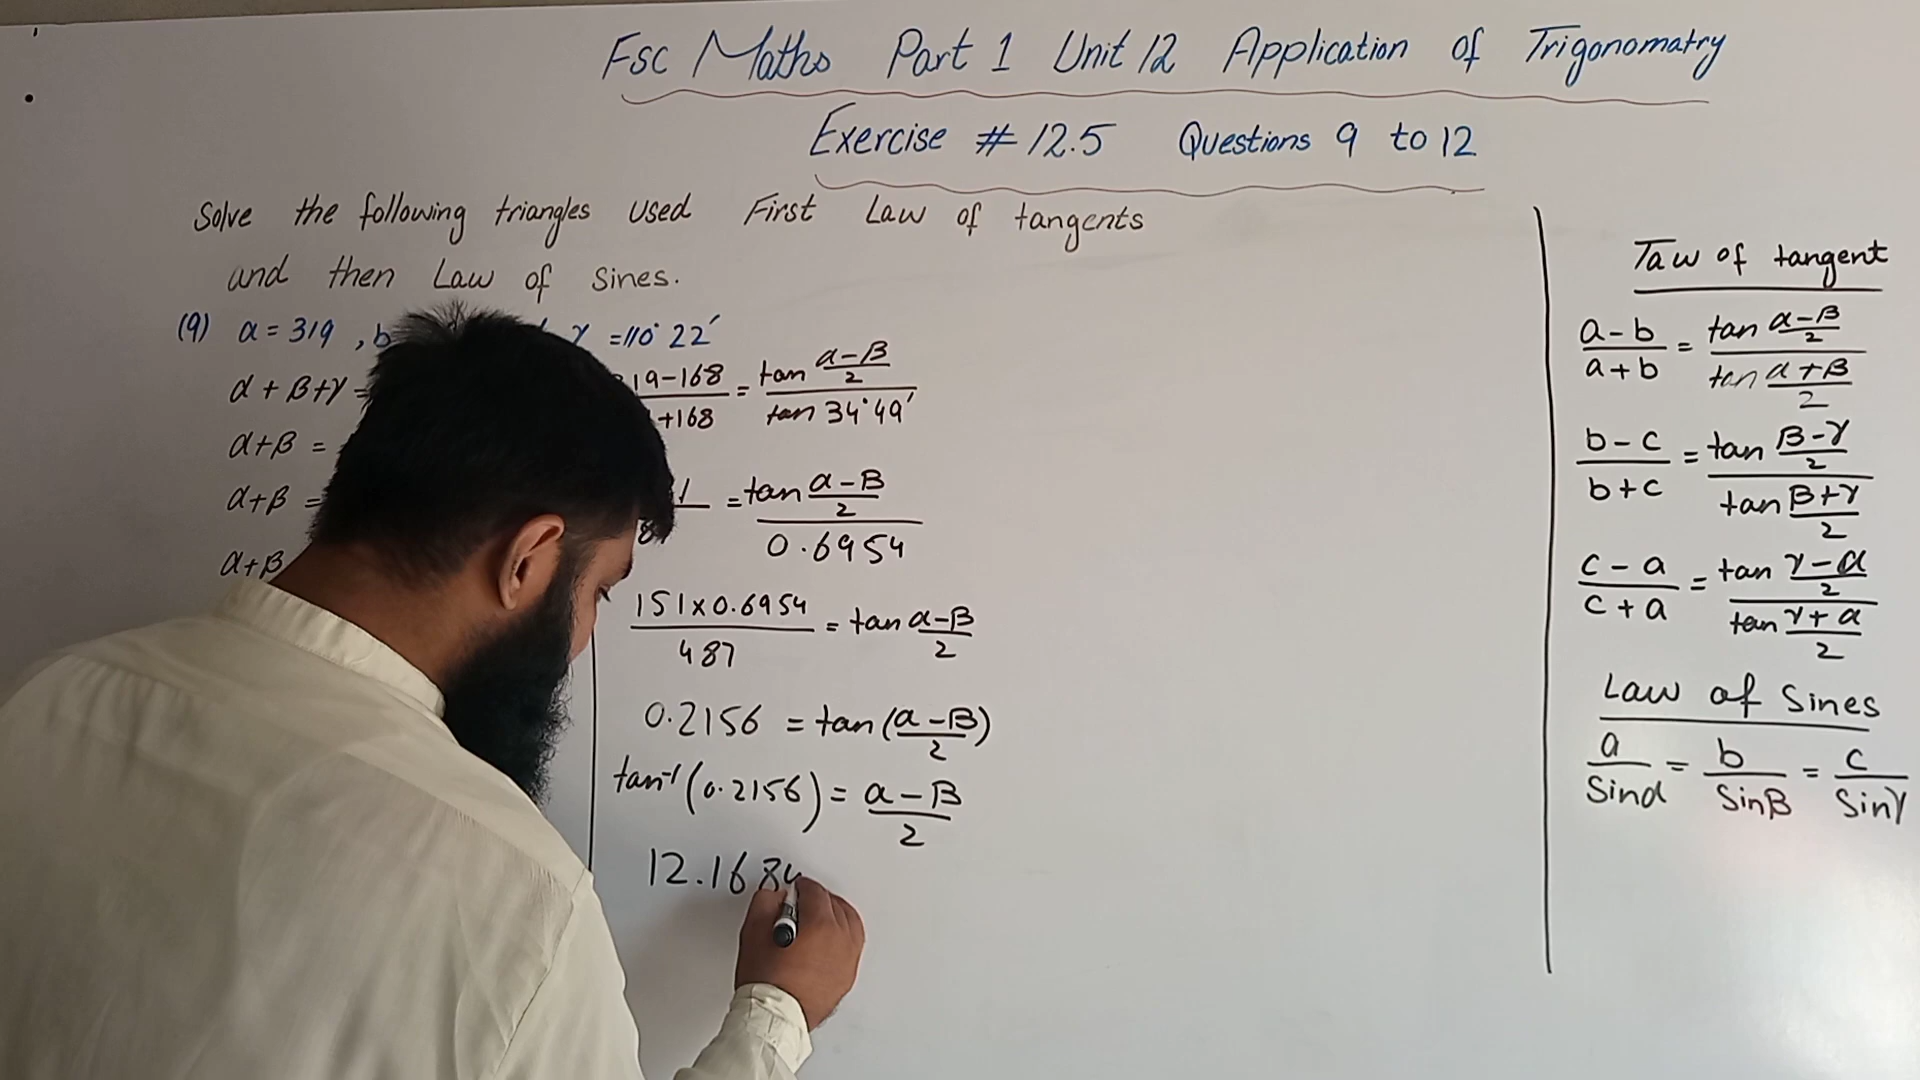 Fsc Maths Part 1 Unit 12 Application of Trigonomatry
Exercise # 12.5 Questions 9 to 12
Solve the following triangles used First Law of tangents
and then Law of Sines.
(9) a = 319 , b γ = 110° 22′
α + β + γ =
α + β =
α + β =
α + β
19 - 168 / + 168 = tan (α - β)/2 / tan 34° 49′
1 / = tan (α - β)/2 / 0.6954
151 x 0.6954 / 487 = tan (α - β)/2
0.2156 = tan (α - β / 2)
tan⁻¹ (0.2156) = α - β / 2
12.1684
Taw of tangent
a - b / a + b = tan (α - β)/2 / tan (α + β)/2
b - c / b + c = tan (β - γ)/2 / tan (β + γ)/2
c - a / c + a = tan (γ - α)/2 / tan (γ + α)/2
Law of Sines
a / Sinα = b / Sinβ = c / Sinγ